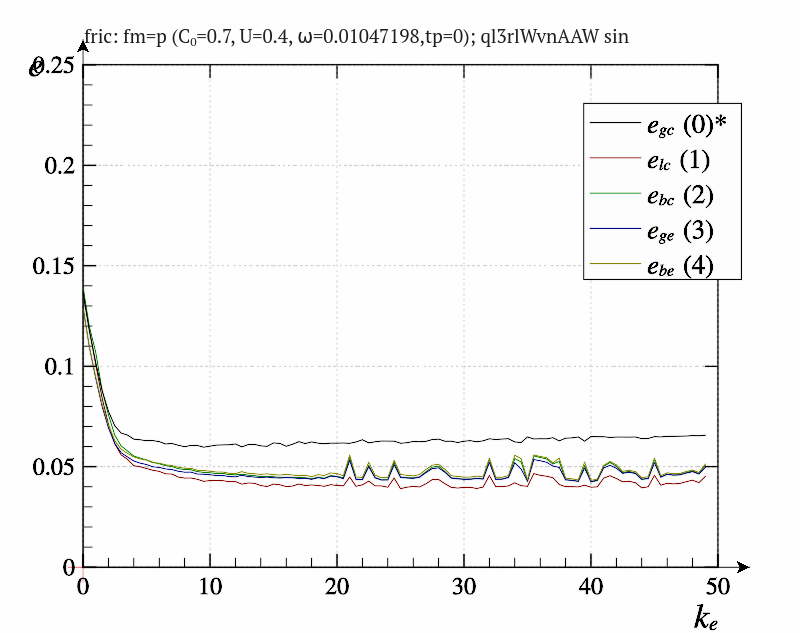 fric: fm=p (C₀=0.7, U=0.4, ω=0.01047198,tp=0); ql3rlWvnAAW sin
e
0.25
0.2
0.15
0.1
0.05
0
e_gc (0)*
e_lc (1)
e_bc (2)
e_ge (3)
e_be (4)
0 10 20 30 40 50
k_e